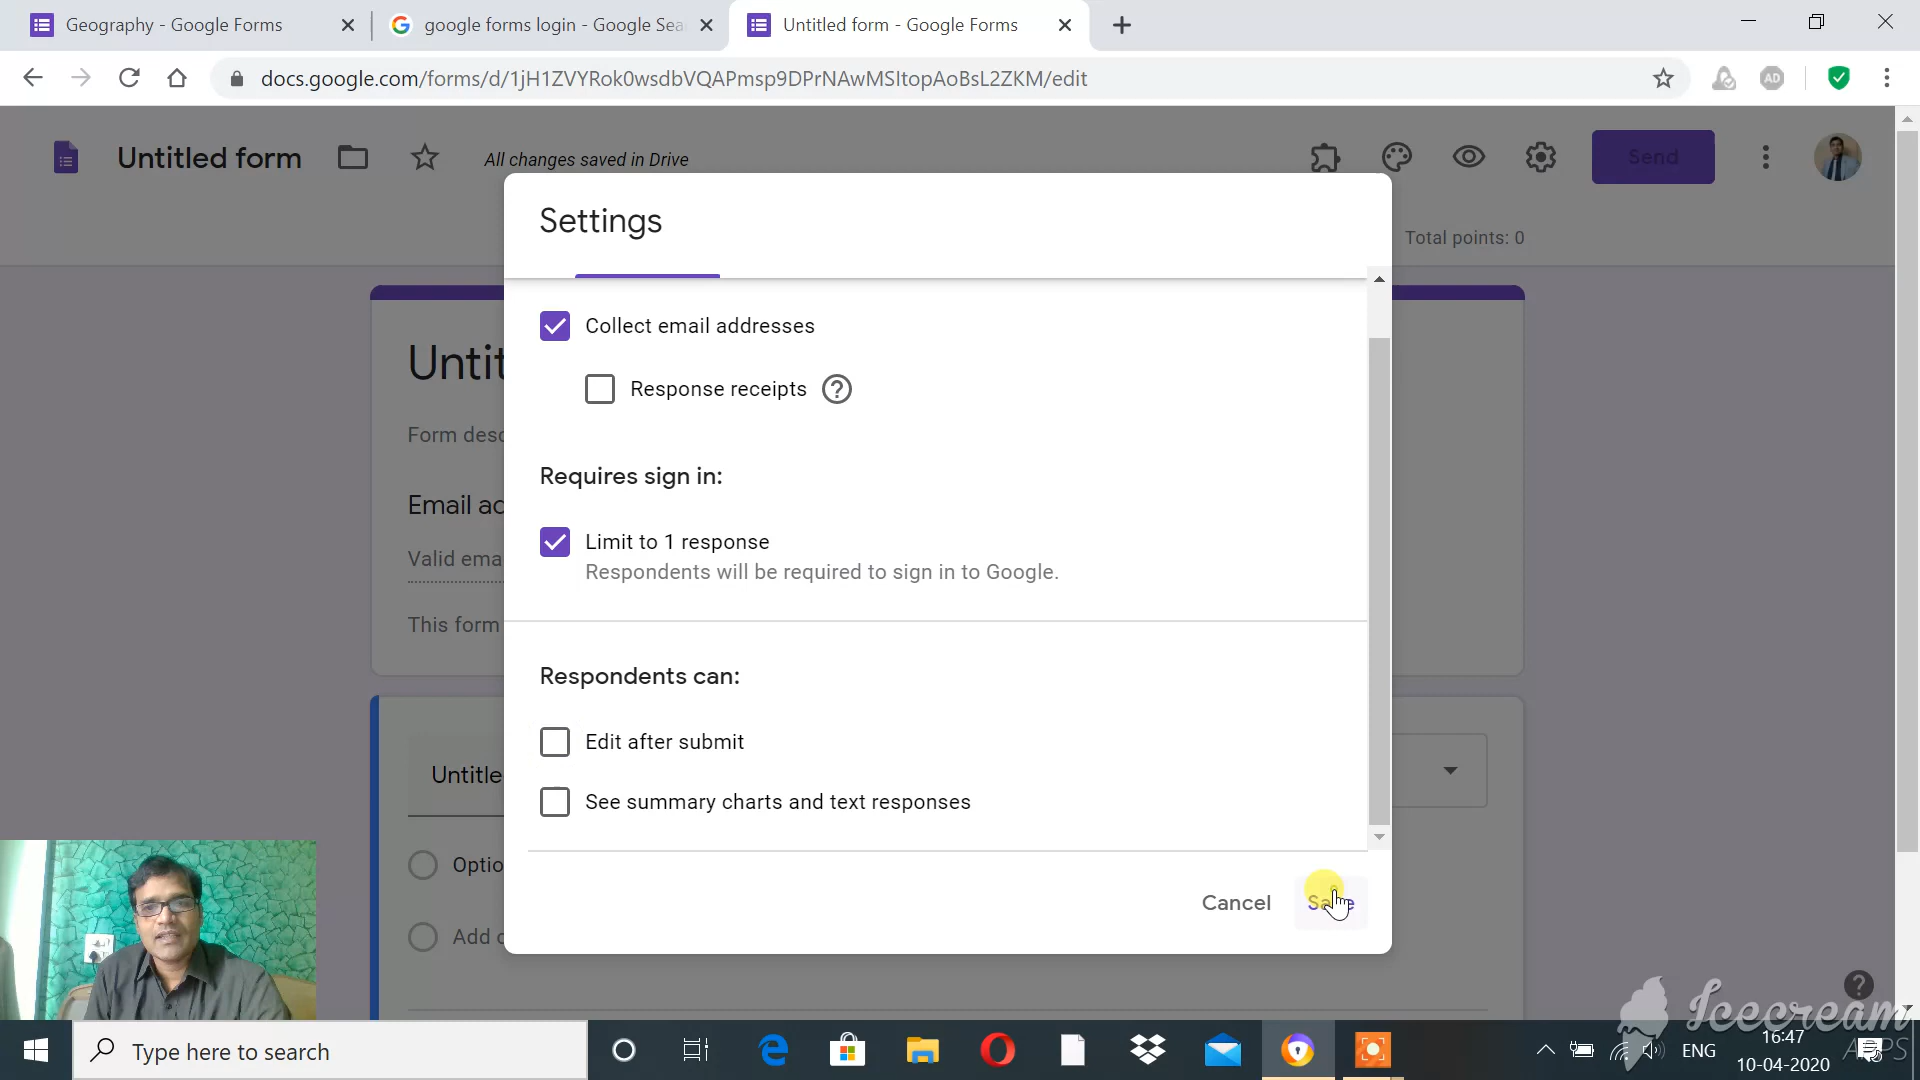 Geography - Google Forms
google forms login - Google Sea
Untitled form - Google Forms
docs.google.com/forms/d/1jH1ZVYRok0wsdbVQAPmsp9DPrNAwMSItopAoBsL2ZKM/edit
AD
Untitled form
All changes saved in Drive
Send
Total points: 0
Settings
Collect email addresses
Response receipts
Requires sign in:
Limit to 1 response
Respondents will be required to sign in to Google.
Respondents can:
Edit after submit
See summary charts and text responses
Cancel
Save
Untit
Form desc
Email ad
Valid ema
This form
Untitle
Optio
Add o
Icecream
APPS
Type here to search
ENG
16:47
10-04-2020